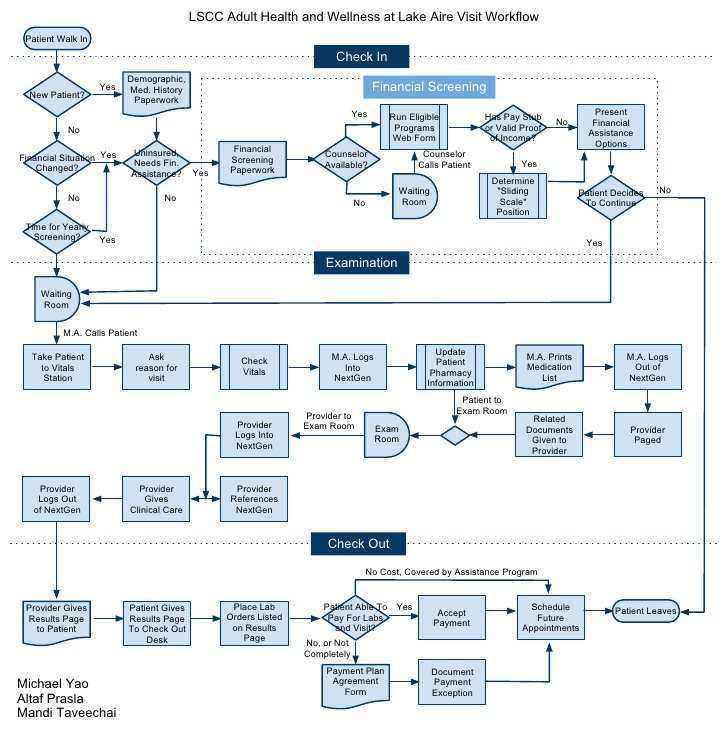 LSCC Adult Health and Wellness at Lake Aire Visit Workflow
Patient Walk In
Check In
New Patient?
Yes
Demographic,
Med. History
Paperwork
No
Financial Situation
Changed?
Yes
No
Time for Yearly
Screening?
Yes
Uninsured,
Needs Fin.
Assistance?
Yes
No
Financial Screening
Financial
Screening
Paperwork
Counselor
Available?
Yes
No
Run Eligible
Programs
Web Form
Counselor
Calls Patient
Waiting
Room
Has Pay Stub
or Valid Proof
of Income?
No
Yes
Determine
"Sliding
Scale"
Position
Present
Financial
Assistance
Options
Patient Decides
To Continue
No
Yes
Examination
Waiting
Room
M.A. Calls Patient
Take Patient
to Vitals
Station
Ask
reason for
visit
Check
Vitals
M.A. Logs
Into
NextGen
Update
Patient
Pharmacy
Information
M.A. Prints
Medication
List
M.A. Logs
Out of
NextGen
Patient to
Exam Room
Provider
Paged
Related
Documents
Given to
Provider
Exam
Room
Provider to
Exam Room
Provider
Logs Into
NextGen
Provider
References
NextGen
Provider
Gives
Clinical Care
Provider
Logs Out
of NextGen
Check Out
Provider Gives
Results Page
to Patient
Patient Gives
Results Page
To Check Out
Desk
Place Lab
Orders Listed
on Results
Page
Patient Able To
Pay For Labs
and Visit?
No Cost, Covered by Assistance Program
Yes
Accept
Payment
No, or Not
Completely
Payment Plan
Agreement
Form
Document
Payment
Exception
Schedule
Future
Appointments
Patient Leaves
Michael Yao
Altaf Prasla
Mandi Taveechai